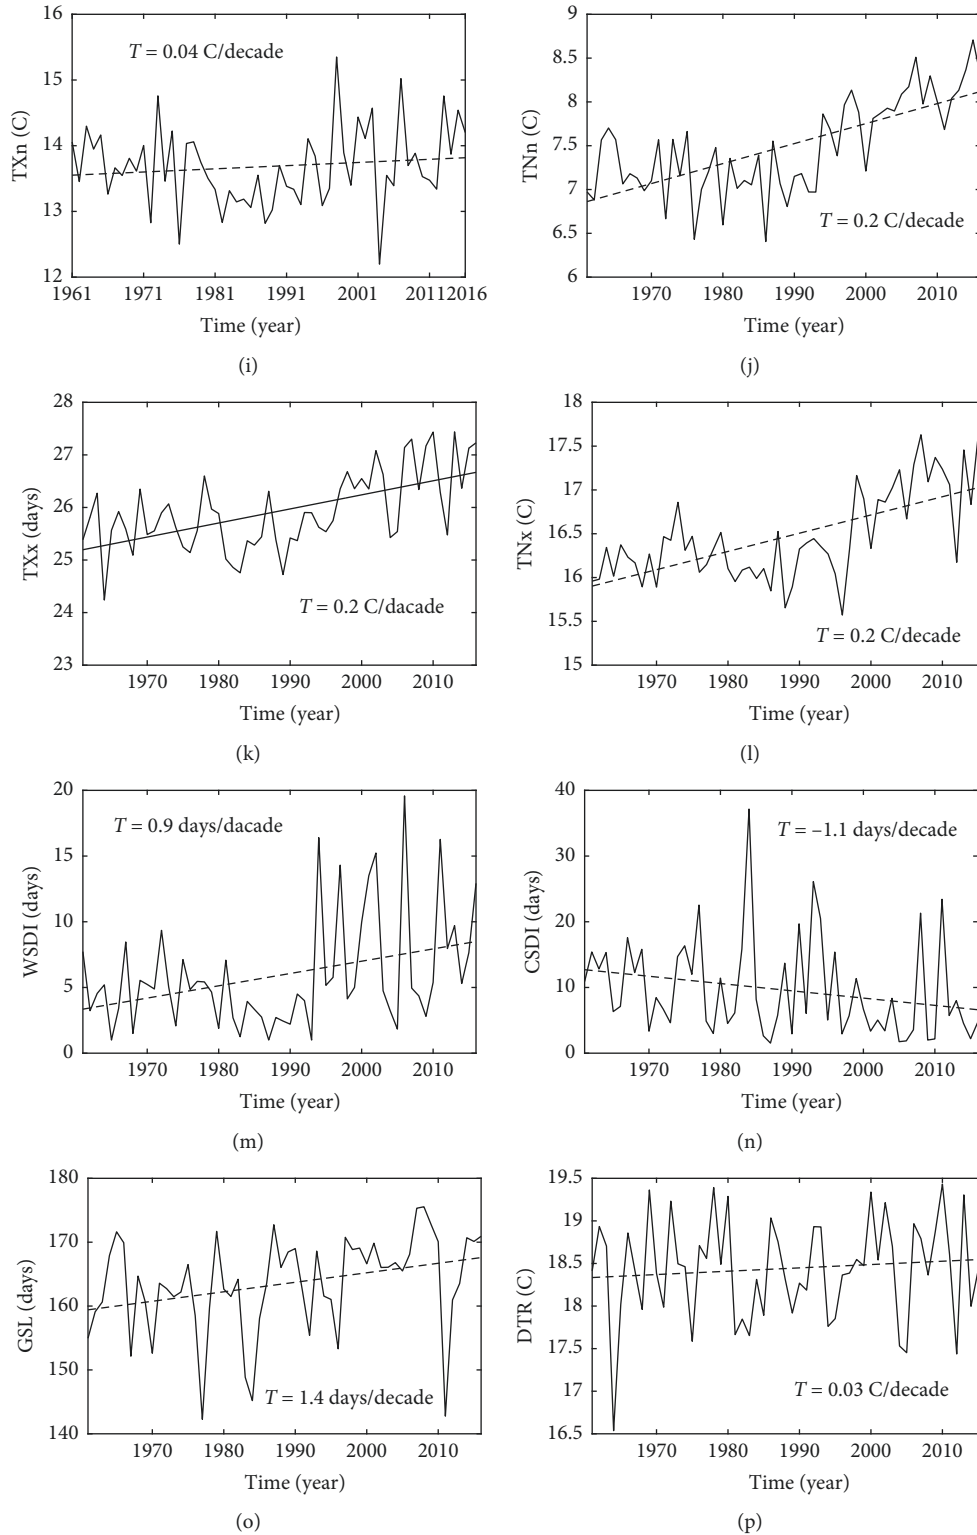 16
15
14
13
12
TXn (C)
T = 0.04 C/decade
1961 1971 1981 1991 2001 2011 2016
Time (year)
(i)
9
8.5
8
7.5
7
6.5
6
TNn (C)
T = 0.2 C/decade
1970 1980 1990 2000 2010
Time (year)
(j)
28
27
26
25
24
23
TXx (days)
T = 0.2 C/dacade
1970 1980 1990 2000 2010
Time (year)
(k)
18
17.5
17
16.5
16
15.5
15
TNx (C)
T = 0.2 C/decade
1970 1980 1990 2000 2010
Time (year)
(l)
20
15
10
5
0
WSDI (days)
T = 0.9 days/dacade
1970 1980 1990 2000 2010
Time (year)
(m)
40
30
20
10
0
CSDI (days)
T = –1.1 days/decade
1970 1980 1990 2000 2010
Time (year)
(n)
180
170
160
150
140
GSL (days)
T = 1.4 days/decade
1970 1980 1990 2000 2010
Time (year)
(o)
19.5
19
18.5
18
17.5
17
16.5
DTR (C)
T = 0.03 C/decade
1970 1980 1990 2000 2010
Time (year)
(p)